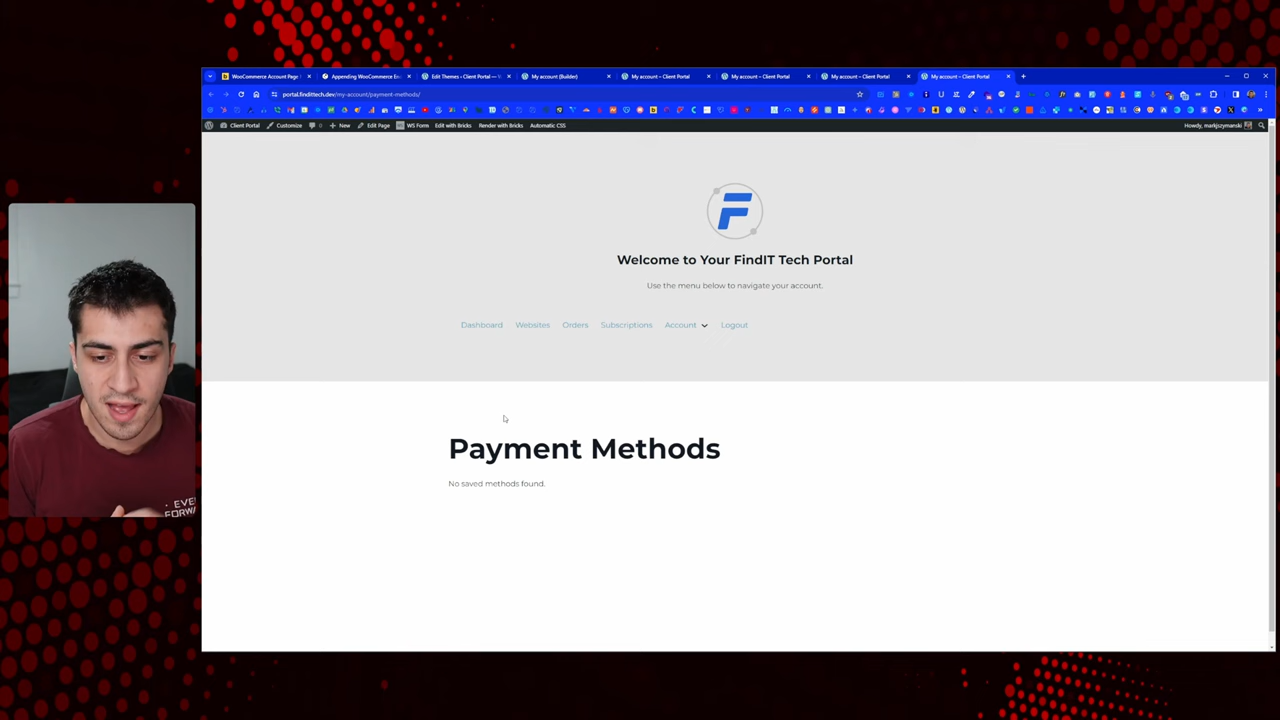 WooCommerce Account Page
Appending WooCommerce En
Edit Themes ‹ Client Portal — W
My account (Builder)
My account – Client Portal
My account – Client Portal
My account – Client Portal
My account – Client Portal
portal.findittech.dev/my-account/payment-methods/
Client Portal
Customize
0
New
Edit Page
WS Form
Edit with Bricks
Render with Bricks
Automatic CSS
Howdy, markjszymanski
F
Welcome to Your FindIT Tech Portal
Use the menu below to navigate your account.
Dashboard Websites Orders Subscriptions Account Logout
Payment Methods
No saved methods found.
EVE
FORWA